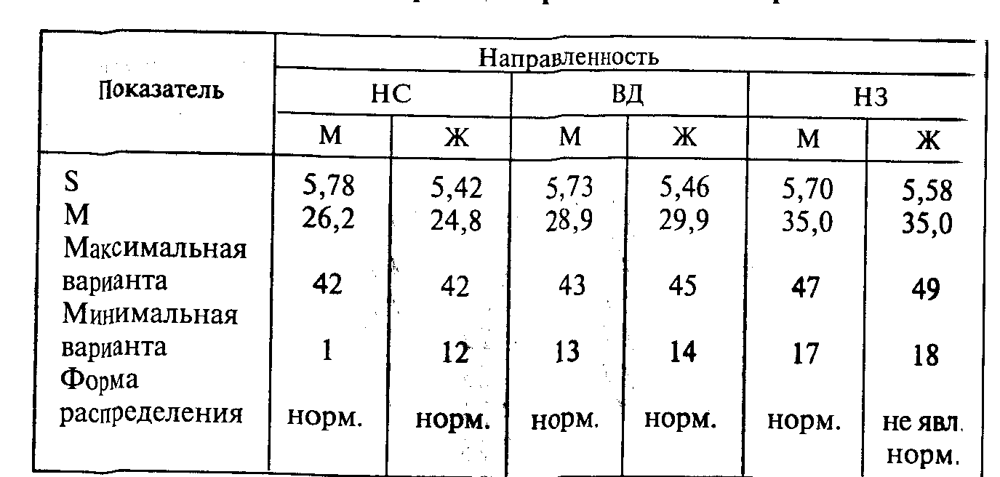 Направленность
Показатель
НС ВД НЗ
М Ж М Ж М Ж
S 5,78 5,42 5,73 5,46 5,70 5,58
М 26,2 24,8 28,9 29,9 35,0 35,0
Максимальная
варианта 42 42 43 45 47 49
Минимальная
варианта 1 12 13 14 17 18
Форма
распределения норм. норм. норм. норм. норм. не явл.
норм.